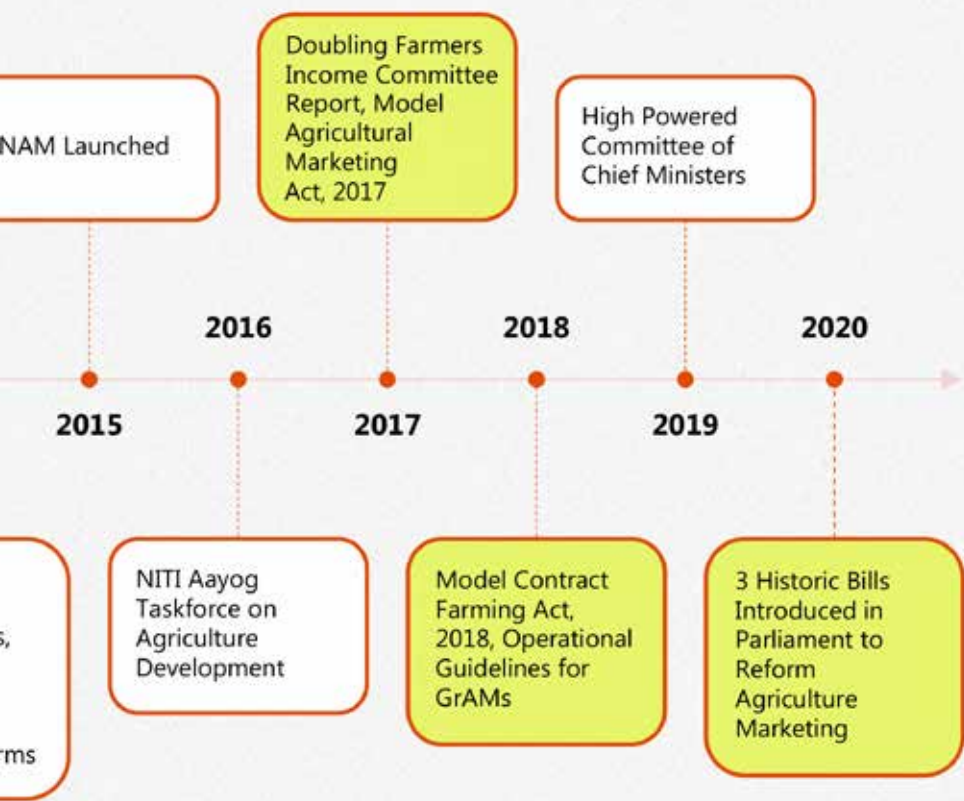 NAM Launched
Doubling Farmers
Income Committee
Report, Model
Agricultural
Marketing
Act, 2017
High Powered
Committee of
Chief Ministers
2016
2018
2020
2015
2017
2019
NITI Aayog
Taskforce on
Agriculture
Development
Model Contract
Farming Act,
2018, Operational
Guidelines for
GrAMs
3 Historic Bills
Introduced in
Parliament to
Reform
Agriculture
Marketing